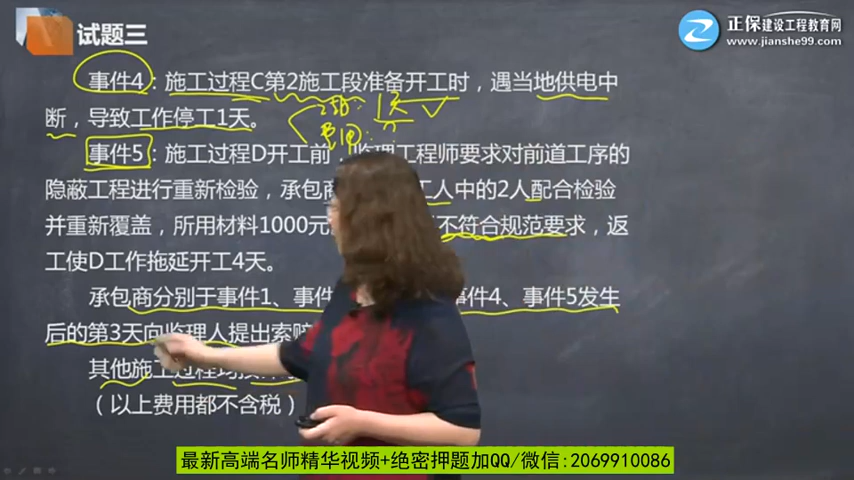 试题三
正保建设工程教育网
www.jianshe99.com
事件4：施工过程C第2施工段准备开工时，遇当地供电中
断，导致工作停工1天。
1天
事件5：施工过程D开工前，监理工程师要求对前道工序的
隐蔽工程进行重新检验，承包商 工人中的2人配合检验
并重新覆盖，所用材料1000元 不符合规范要求，返
工使D工作拖延开工4天。
承包商分别于事件1、事件 事件4、事件5发生
后的第3天向监理人提出索赔
其他施工过程均按
（以上费用都不含税）
最新高端名师精华视频+绝密押题加QQ/微信:2069910086